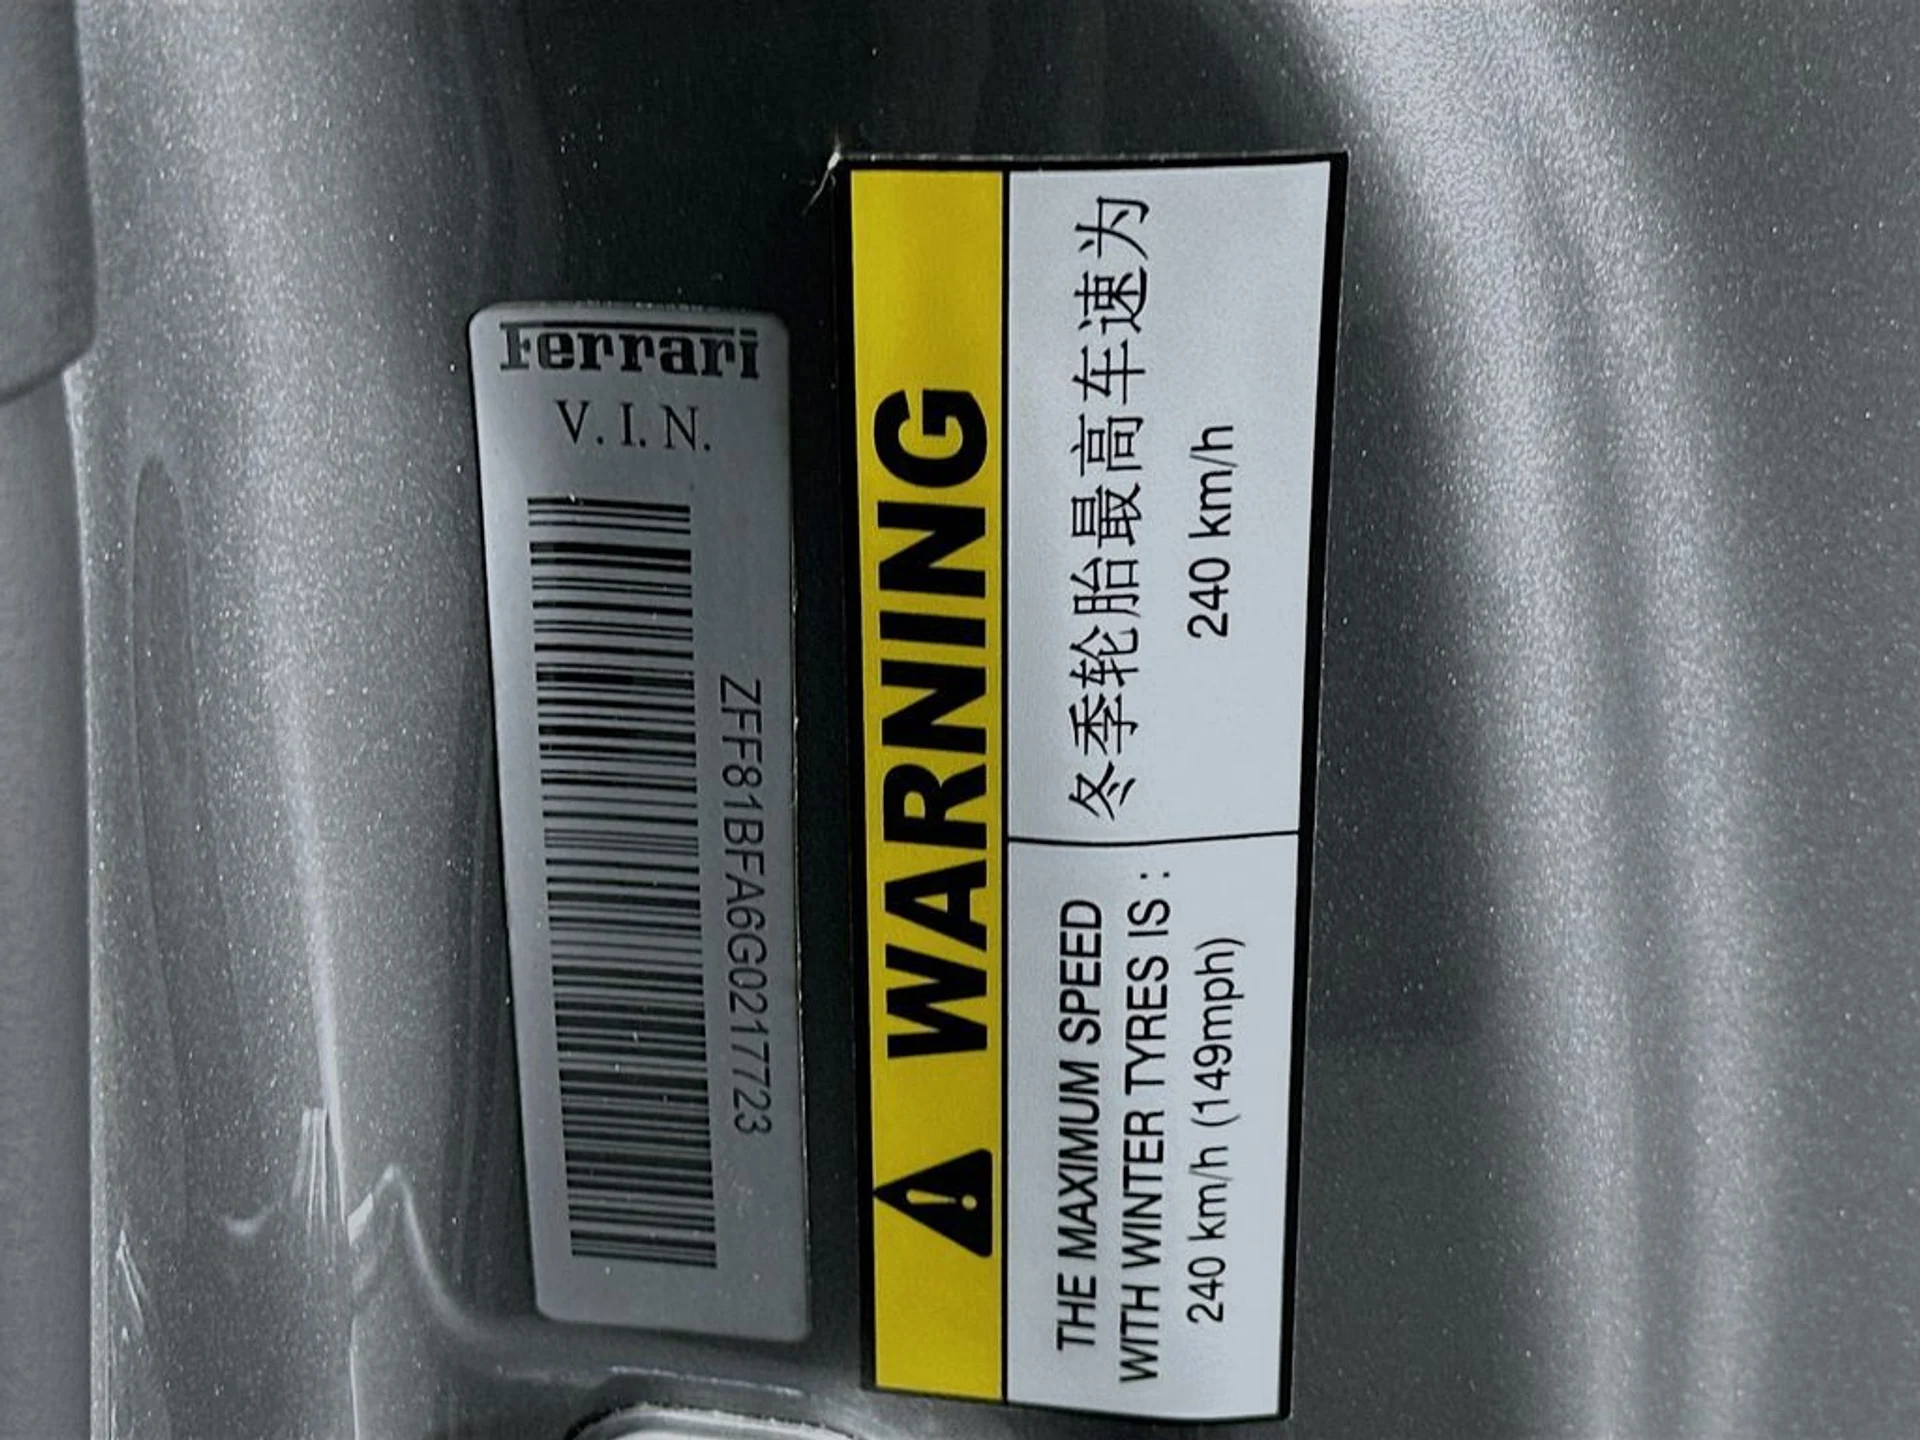 Ferrari
V. I. N.
ZFF81BFA6G0217723
WARNING
THE MAXIMUM SPEED
WITH WINTER TYRES IS :
240 km/h (149mph)
冬季轮胎最高车速为
240 km/h